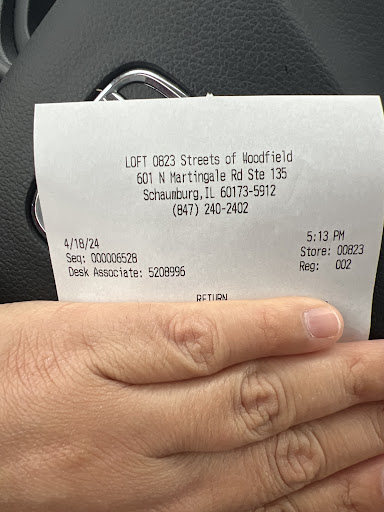 LOFT 0823 Streets of Woodfield
601 N Martingale Rd Ste 135
Schaumburg,IL 60173-5912
(847) 240-2402
4/18/24 5:13 PM
Seq: 000006528 Store: 00823
Desk Associate: 5208996 Reg: 002
RETURN